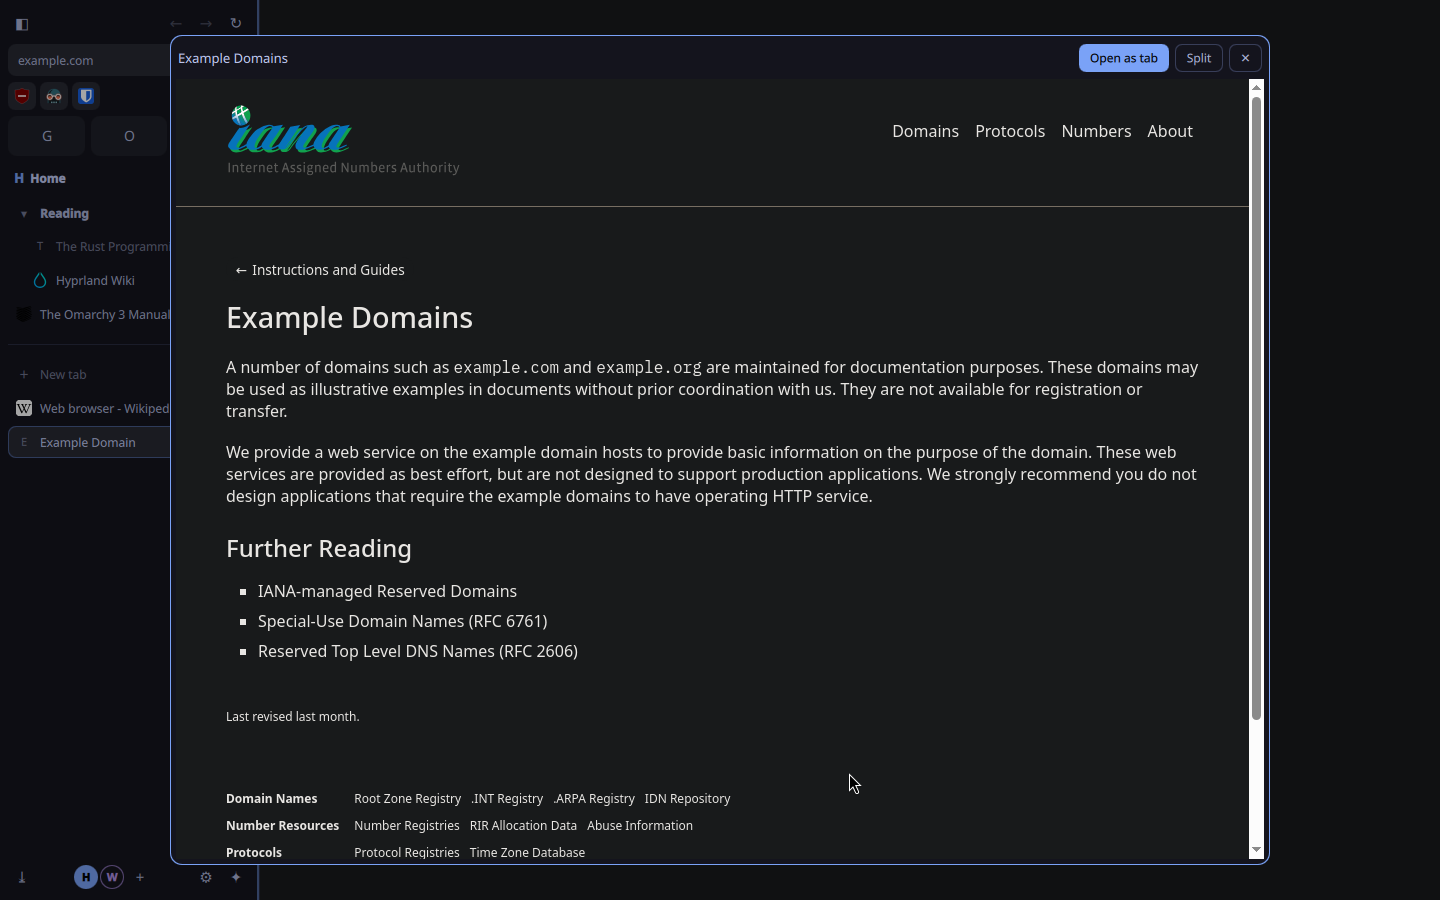 example.com
G
O
H Home
Reading
T The Rust Programm
Hyprland Wiki
The Omarchy 3 Manual
+ New tab
W Web browser - Wikiped
E Example Domain
H W +
Example Domains
Open as tab
Split
iana
Internet Assigned Numbers Authority
Domains Protocols Numbers About
← Instructions and Guides
Example Domains
A number of domains such as example.com and example.org are maintained for documentation purposes. These domains may
be used as illustrative examples in documents without prior coordination with us. They are not available for registration or
transfer.
We provide a web service on the example domain hosts to provide basic information on the purpose of the domain. These web
services are provided as best effort, but are not designed to support production applications. We strongly recommend you do not
design applications that require the example domains to have operating HTTP service.
Further Reading
IANA-managed Reserved Domains
Special-Use Domain Names (RFC 6761)
Reserved Top Level DNS Names (RFC 2606)
Last revised last month.
Domain Names Root Zone Registry .INT Registry .ARPA Registry IDN Repository
Number Resources Number Registries RIR Allocation Data Abuse Information
Protocols Protocol Registries Time Zone Database